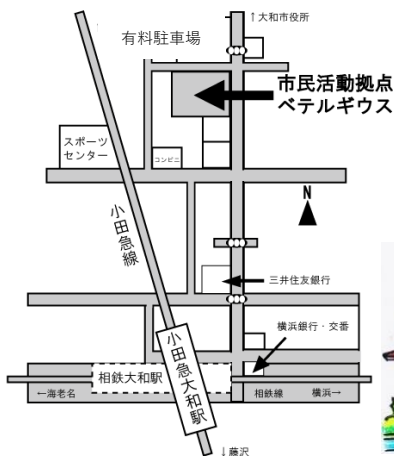 ↑大和市役所
有料駐車場
市民活動拠点
ベテルギウス
スポーツ
センター
コンビニ
N
小田急線
三井住友銀行
横浜銀行・交番
小田急大和駅
相鉄大和駅
←海老名
相鉄線
横浜→
↓藤沢